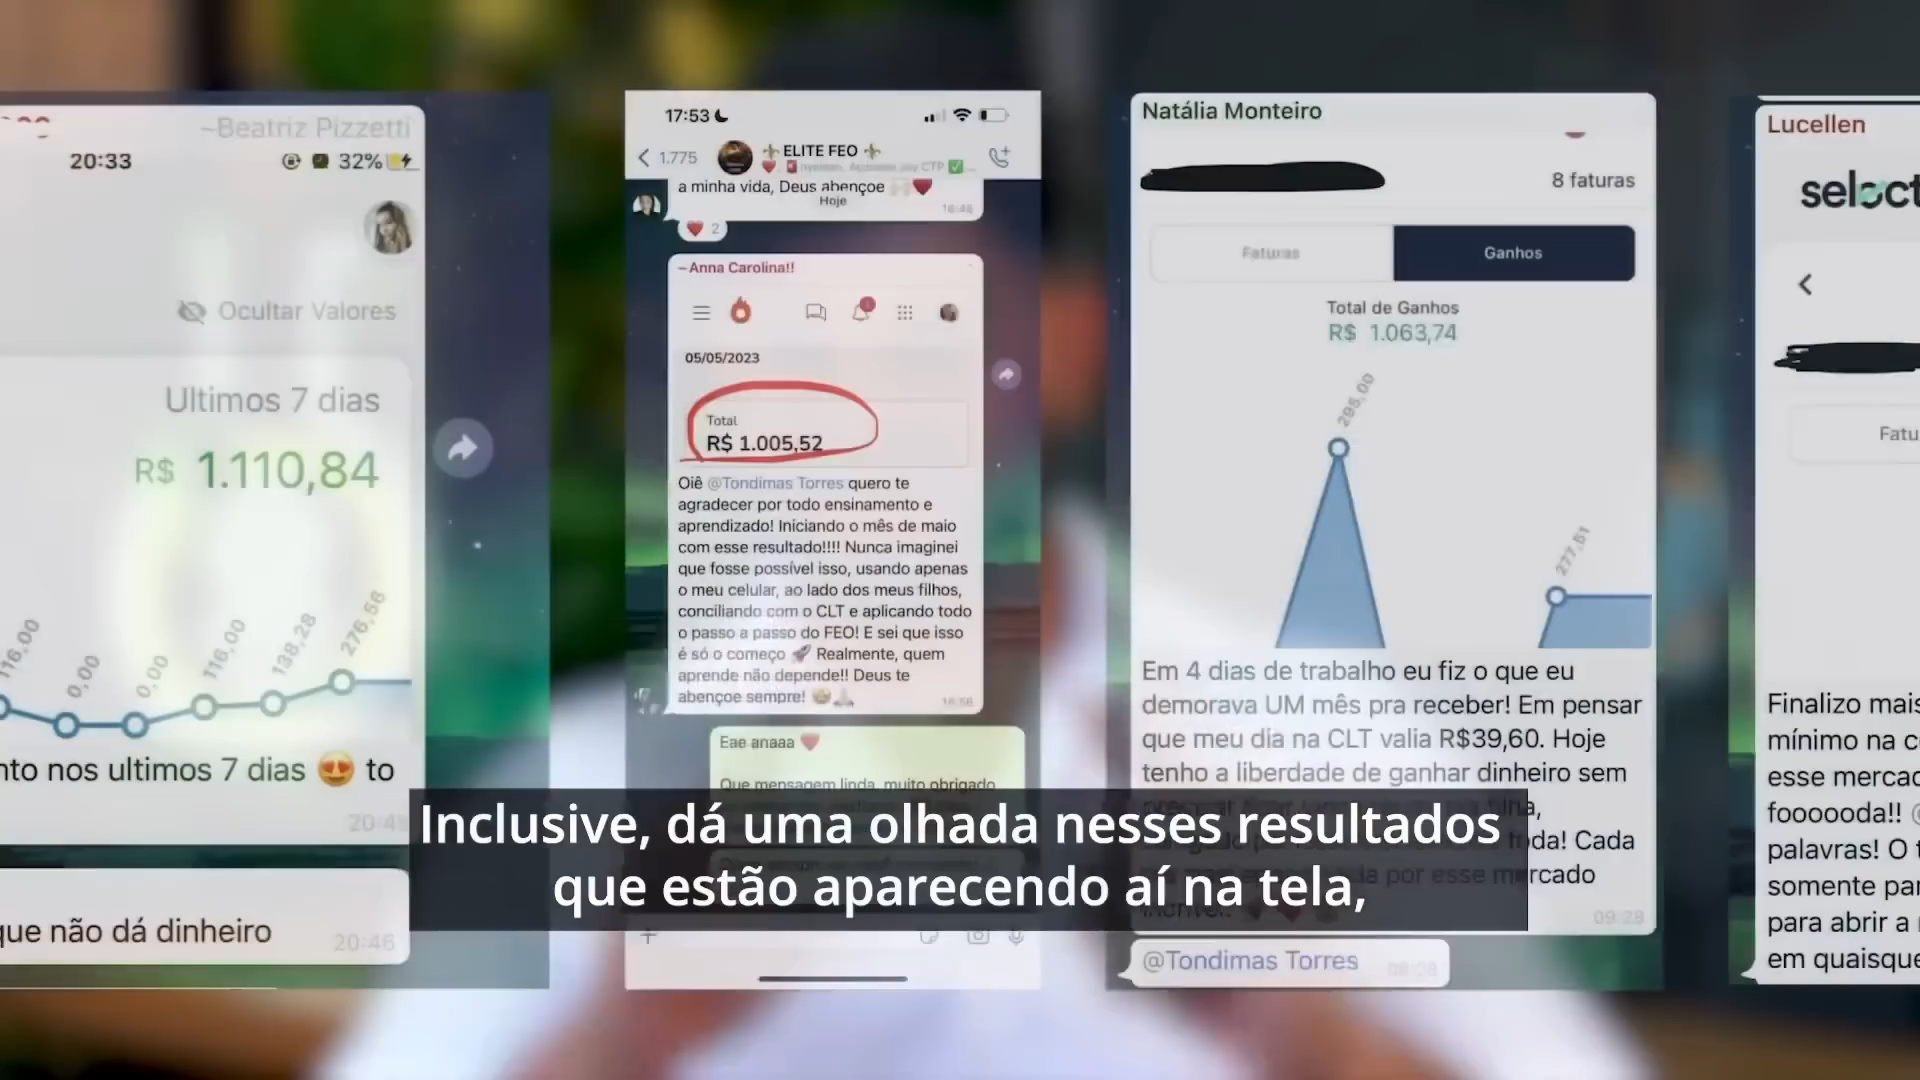 ~Beatriz Pizzetti
20:33
32%
Ocultar Valores
Ultimos 7 dias
R$ 1.110,84
116,00
0,00
0,00
116,00
138,28
276,56
nto nos ultimos 7 dias 😍 to
20:45
que não dá dinheiro
20:46
17:53
1.775
⚜️ ELITE FEO ⚜️
a minha vida, Deus abençoe 🙌🏻❤️
Hoje
16:46
❤️ 2
~Anna Carolina!!
05/05/2023
Total
R$ 1.005,52
Oiê @Tondimas Torres quero te
agradecer por todo ensinamento e
aprendizado! Iniciando o mês de maio
com esse resultado!!!! Nunca imaginei
que fosse possível isso, usando apenas
o meu celular, ao lado dos meus filhos,
conciliando com o CLT e aplicando todo
o passo a passo do FEO! E sei que isso
é só o começo 🚀 Realmente, quem
aprende não depende!! Deus te
abençoe sempre! 🤩🙏🏻
16:56
Eae anaaa ❤️
Que mensagem linda, muito obrigado
Natália Monteiro
8 faturas
Faturas
Ganhos
Total de Ganhos
R$ 1.063,74
295,00
277,51
Em 4 dias de trabalho eu fiz o que eu
demorava UM mês pra receber! Em pensar
que meu dia na CLT valia R$39,60. Hoje
tenho a liberdade de ganhar dinheiro sem
Cada
por esse mercado
09:28
@Tondimas Torres
09:28
Lucellen
select
Fatu
Finalizo mais
mínimo na c
esse mercad
foooooda!! @
palavras! O t
somente par
para abrir a
em quaisque
Inclusive, dá uma olhada nesses resultados
que estão aparecendo aí na tela,